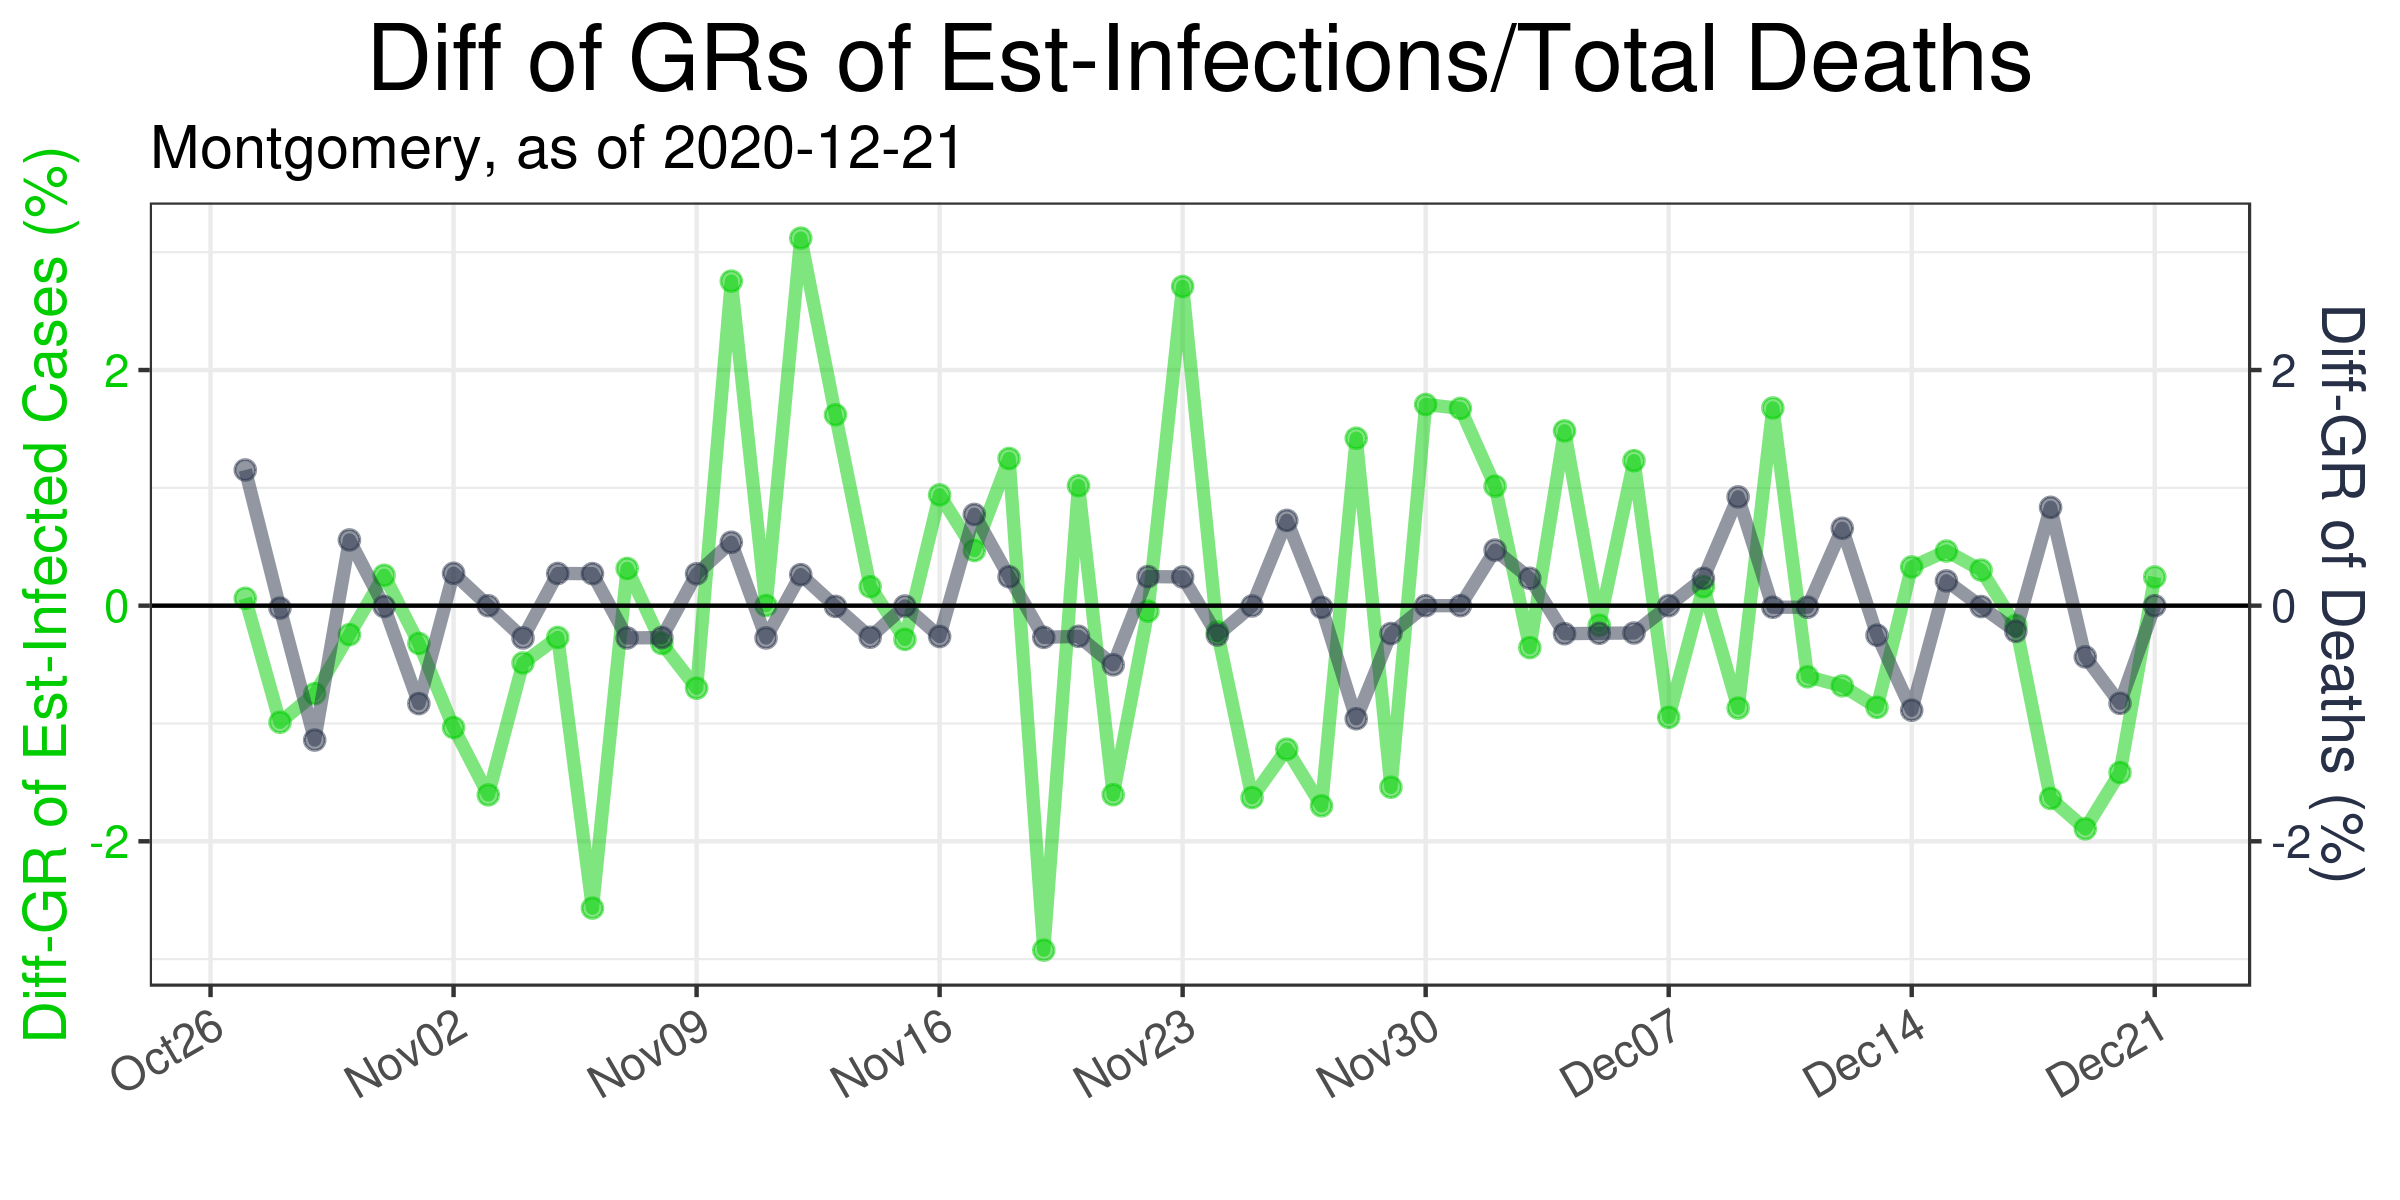 Diff of GRs of Est-Infections/Total Deaths
Montgomery, as of 2020-12-21
Diff-GR of Est-Infected Cases (%)
2
0
-2
2
0
-2
Diff-GR of Deaths (%)
Oct26
Nov02
Nov09
Nov16
Nov23
Nov30
Dec07
Dec14
Dec21